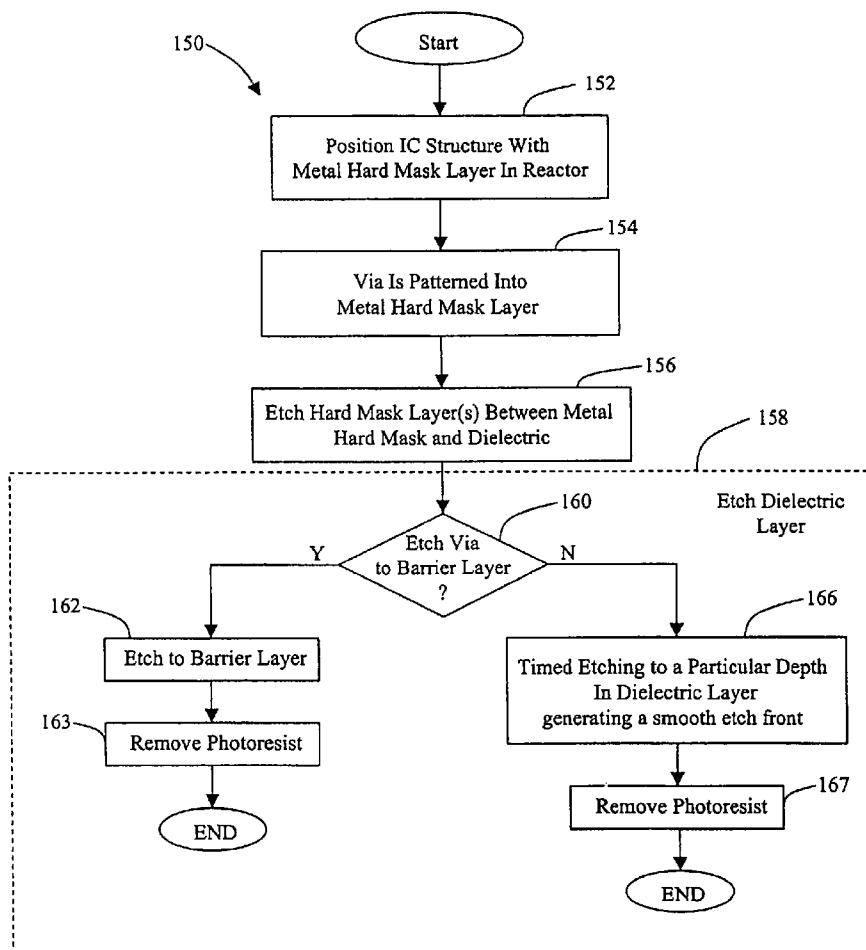 Start
150
152
Position IC Structure With
Metal Hard Mask Layer In Reactor
154
Via Is Patterned Into
Metal Hard Mask Layer
156
Etch Hard Mask Layer(s) Between Metal
Hard Mask and Dielectric
158
Etch Dielectric
Layer
160
Etch Via
to Barrier Layer
?
Y
N
162
Etch to Barrier Layer
163
Remove Photoresist
END
166
Timed Etching to a Particular Depth
In Dielectric Layer
generating a smooth etch front
167
Remove Photoresist
END